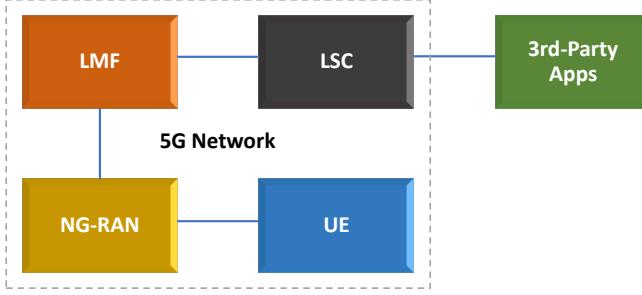 LMF
LSC
3rd-Party
Apps
5G Network
NG-RAN
UE